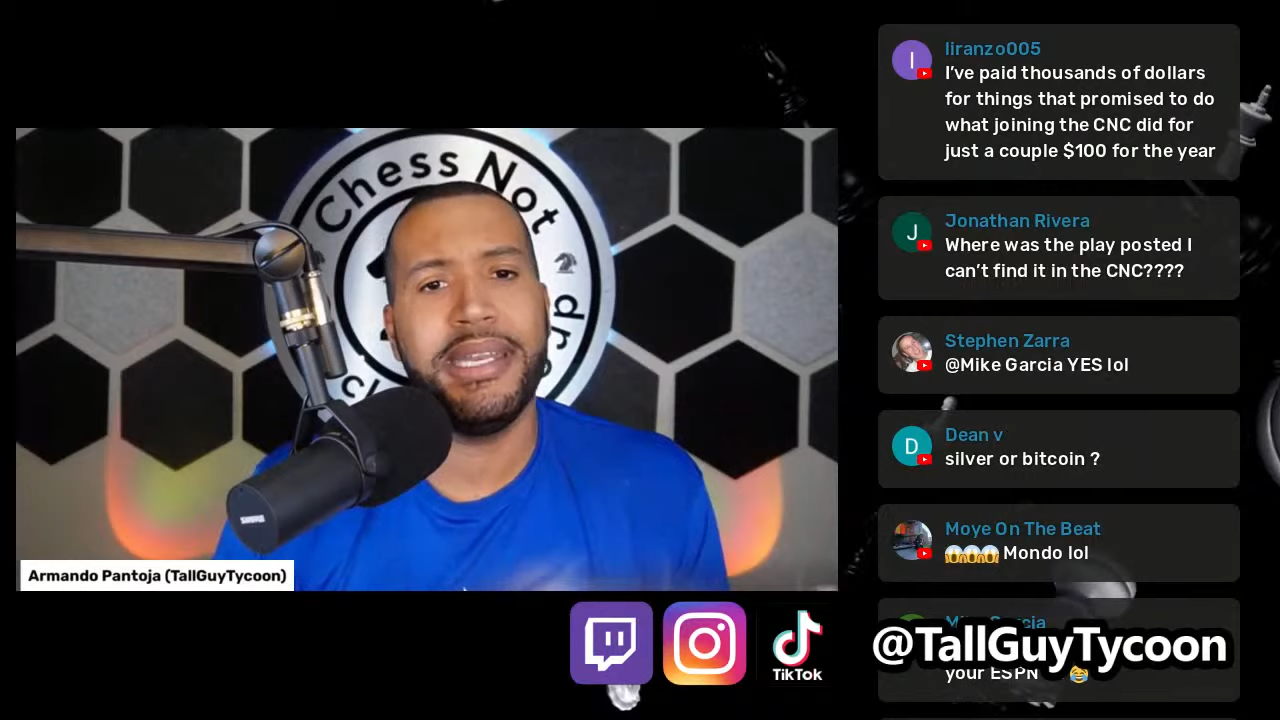 Chess Not
SHURE
Armando Pantoja (TallGuyTycoon)
TikTok
liranzo005
I’ve paid thousands of dollars
for things that promised to do
what joining the CNC did for
just a couple $100 for the year
Jonathan Rivera
Where was the play posted I
can’t find it in the CNC????
Stephen Zarra
@Mike Garcia YES lol
D
Dean v
silver or bitcoin ?
Moye On The Beat
😱😱😱 Mondo lol
@TallGuyTycoon
your ESPN 😂